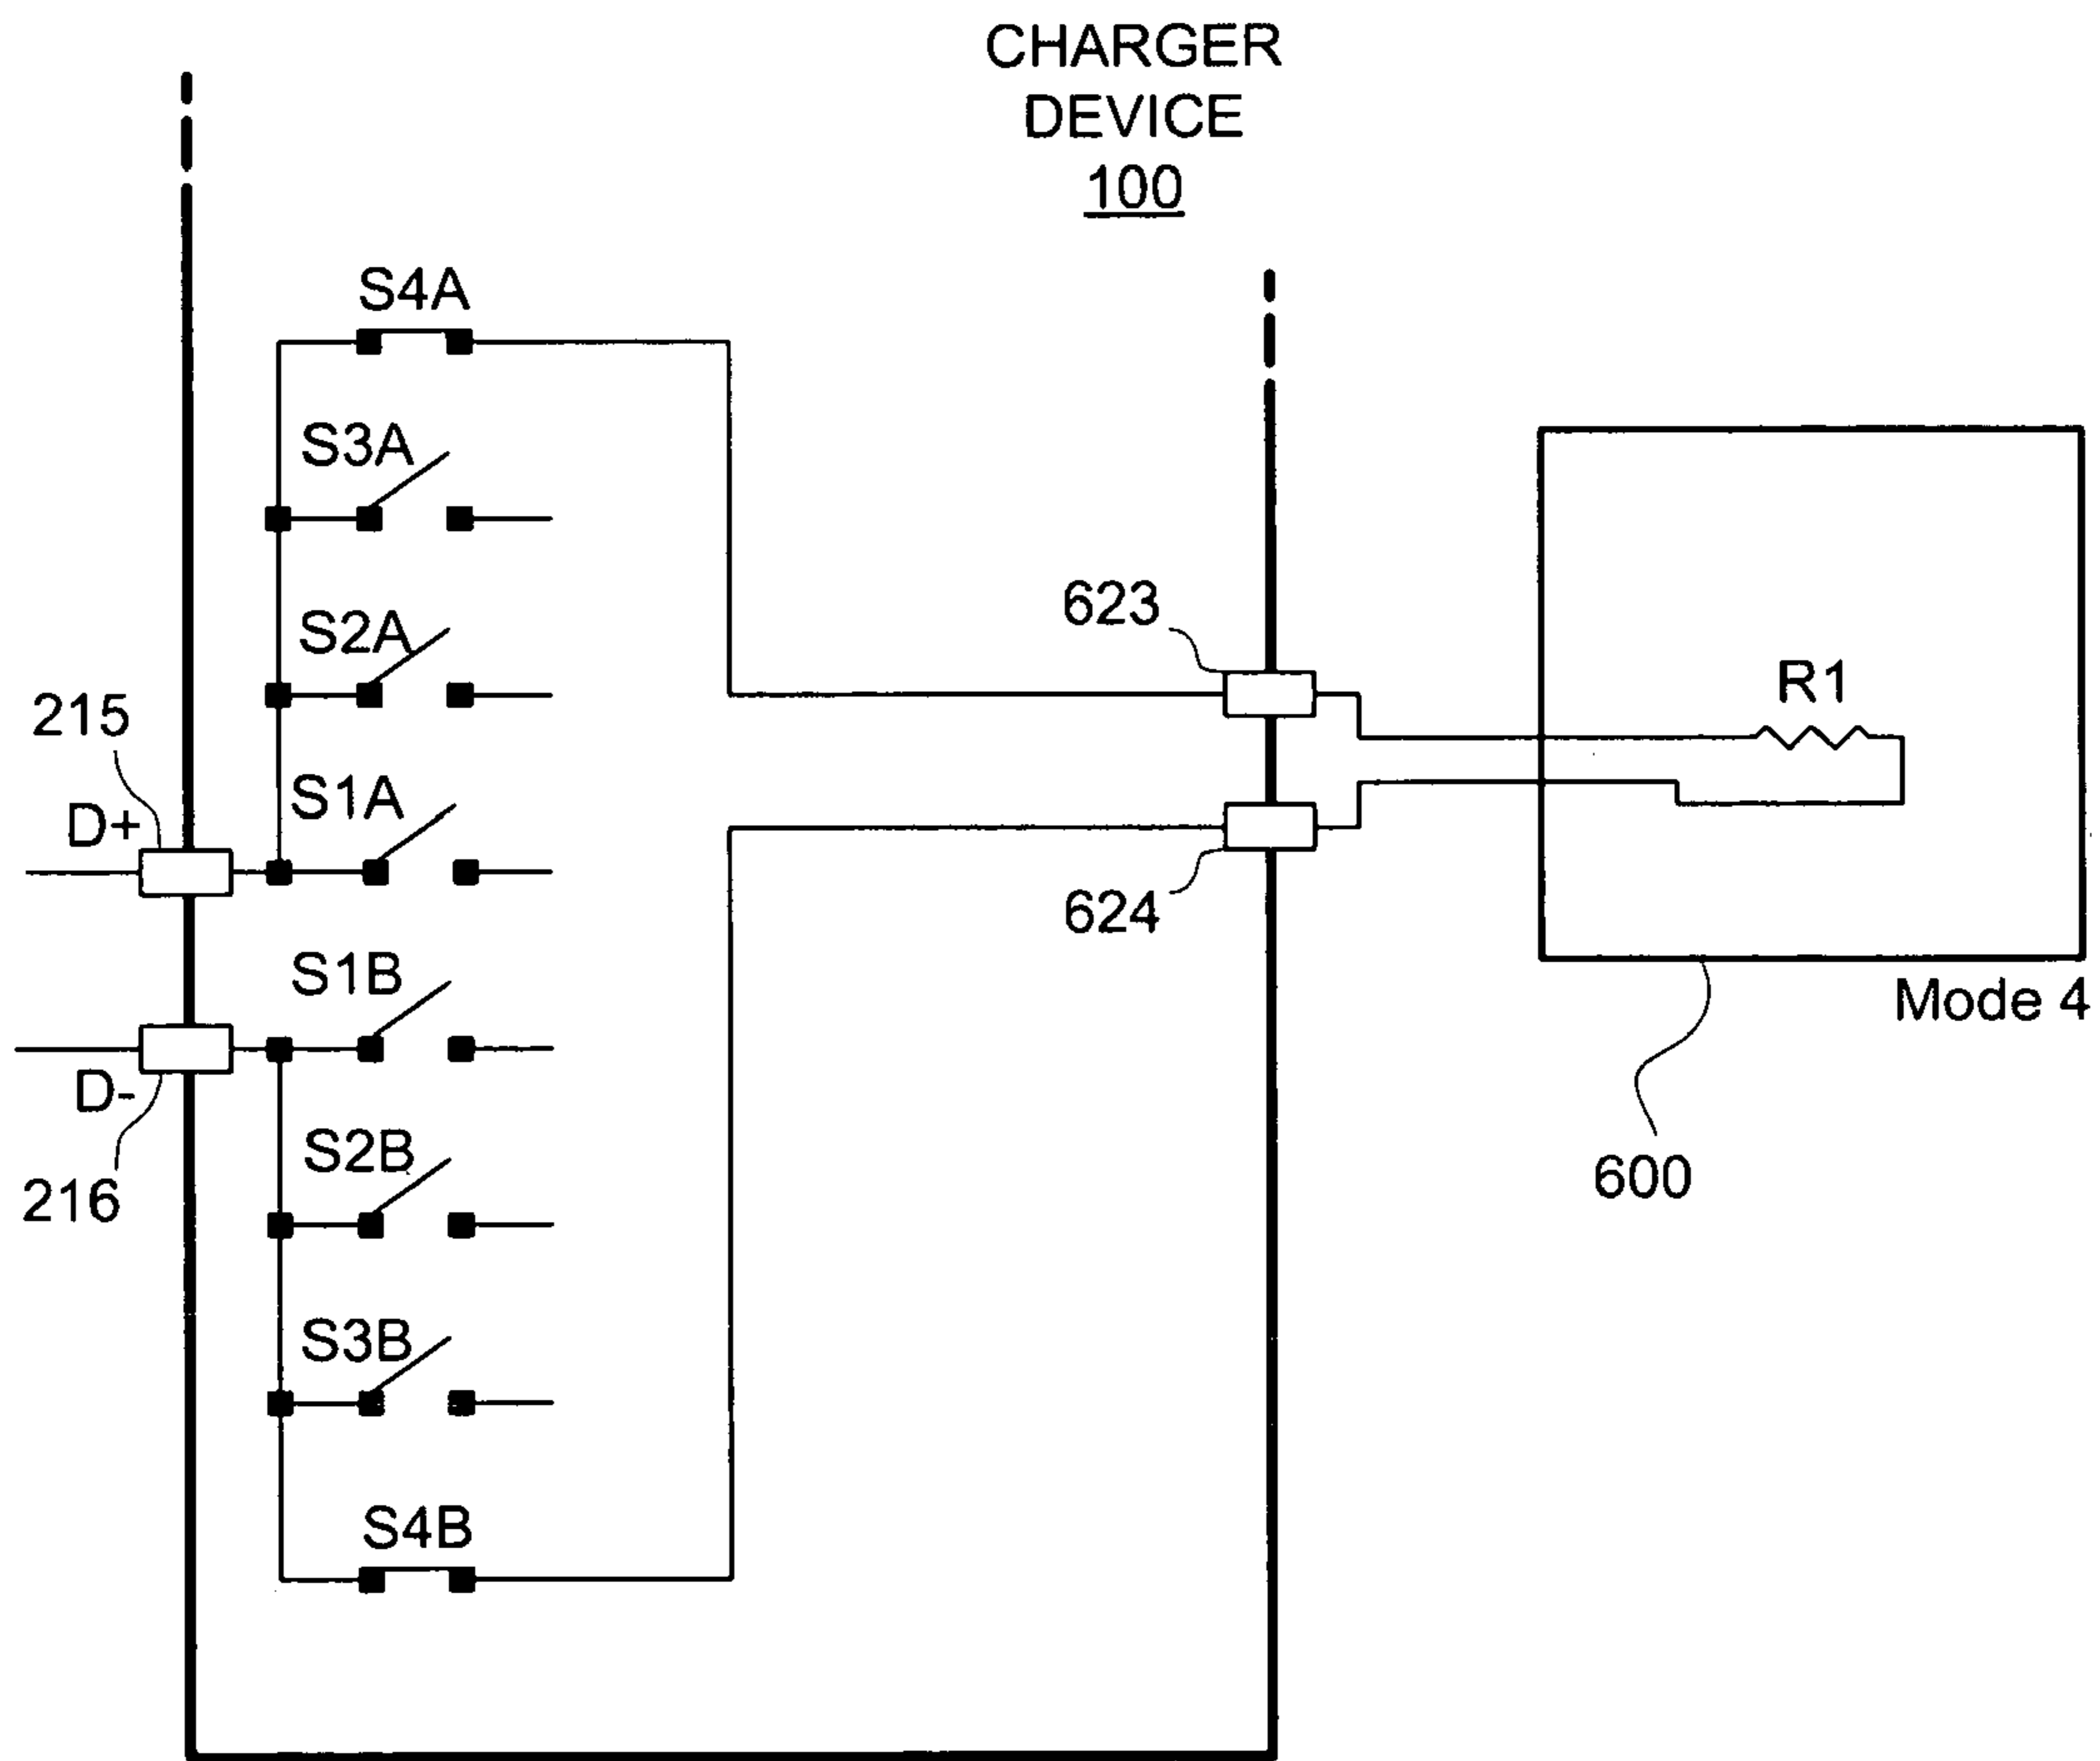 CHARGER
DEVICE
100
S4A
S3A
623
S2A
R1
215
S1A
D+
624
S1B
Mode 4
D-
S2B
600
216
S3B
S4B